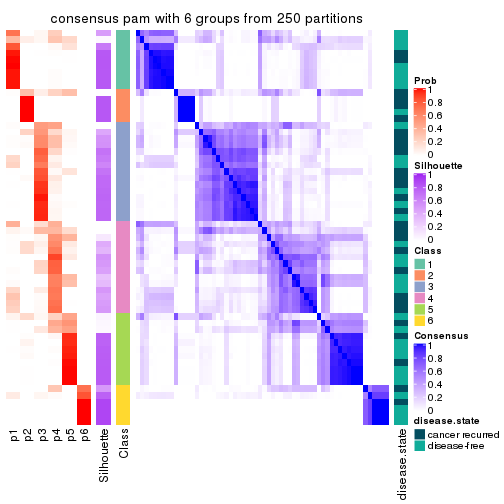 consensus pam with 6 groups from 250 partitions
Prob
1
0.8
0.6
0.4
0.2
0
Silhouette
1
0.8
0.6
0.4
0.2
0
Class
1
2
3
4
5
6
Consensus
1
0.8
0.6
0.4
0.2
0
disease.state
cancer recurred
disease-free
p1
p2
p3
p4
p5
p6
Silhouette
Class
disease.state